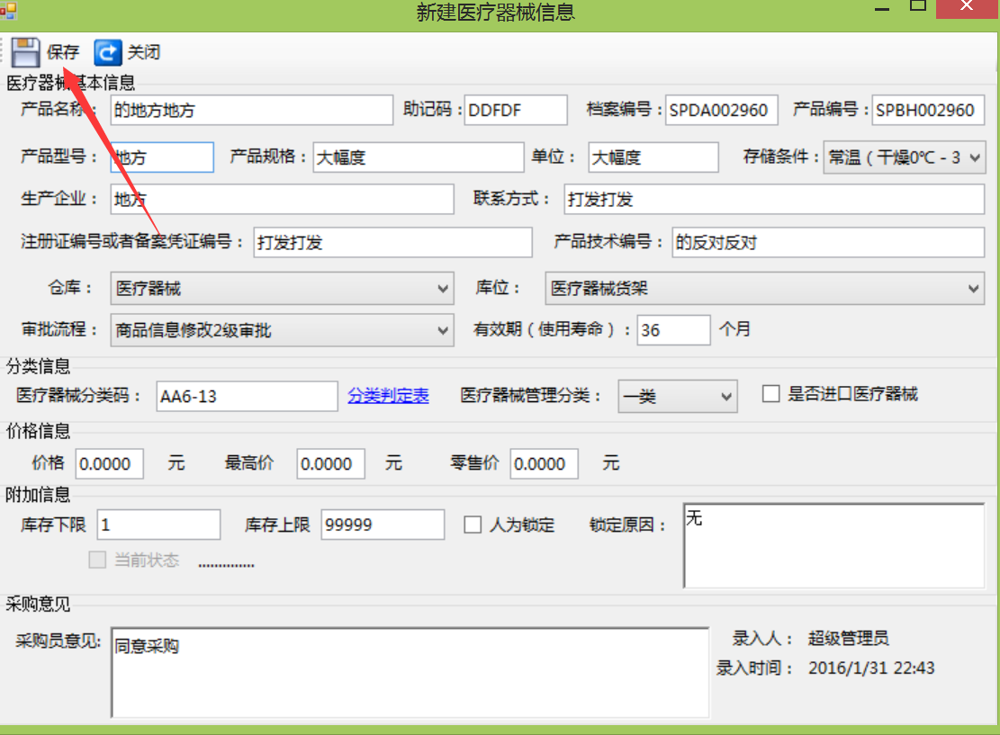 新建医疗器械信息
保存 关闭
医疗器械基本信息
产品名称： 的地方地方 助记码： DDFDF 档案编号： SPDA002960 产品编号： SPBH002960
产品型号： 地方 产品规格： 大幅度 单位： 大幅度 存储条件： 常温（干燥0℃-3
生产企业： 地方 联系方式： 打发打发
注册证编号或者备案凭证编号： 打发打发 产品技术编号： 的反对反对
仓库： 医疗器械 库位： 医疗器械货架
审批流程： 商品信息修改2级审批 有效期（使用寿命）： 36 个月
分类信息
医疗器械分类码： AA6-13 分类判定表 医疗器械管理分类： 一类 是否进口医疗器械
价格信息
价格 0.0000 元 最高价 0.0000 元 零售价 0.0000 元
附加信息
库存下限 1 库存上限 99999 人为锁定 锁定原因： 无
当前状态 ..............
采购意见
采购员意见: 同意采购 录入人： 超级管理员
录入时间： 2016/1/31 22:43